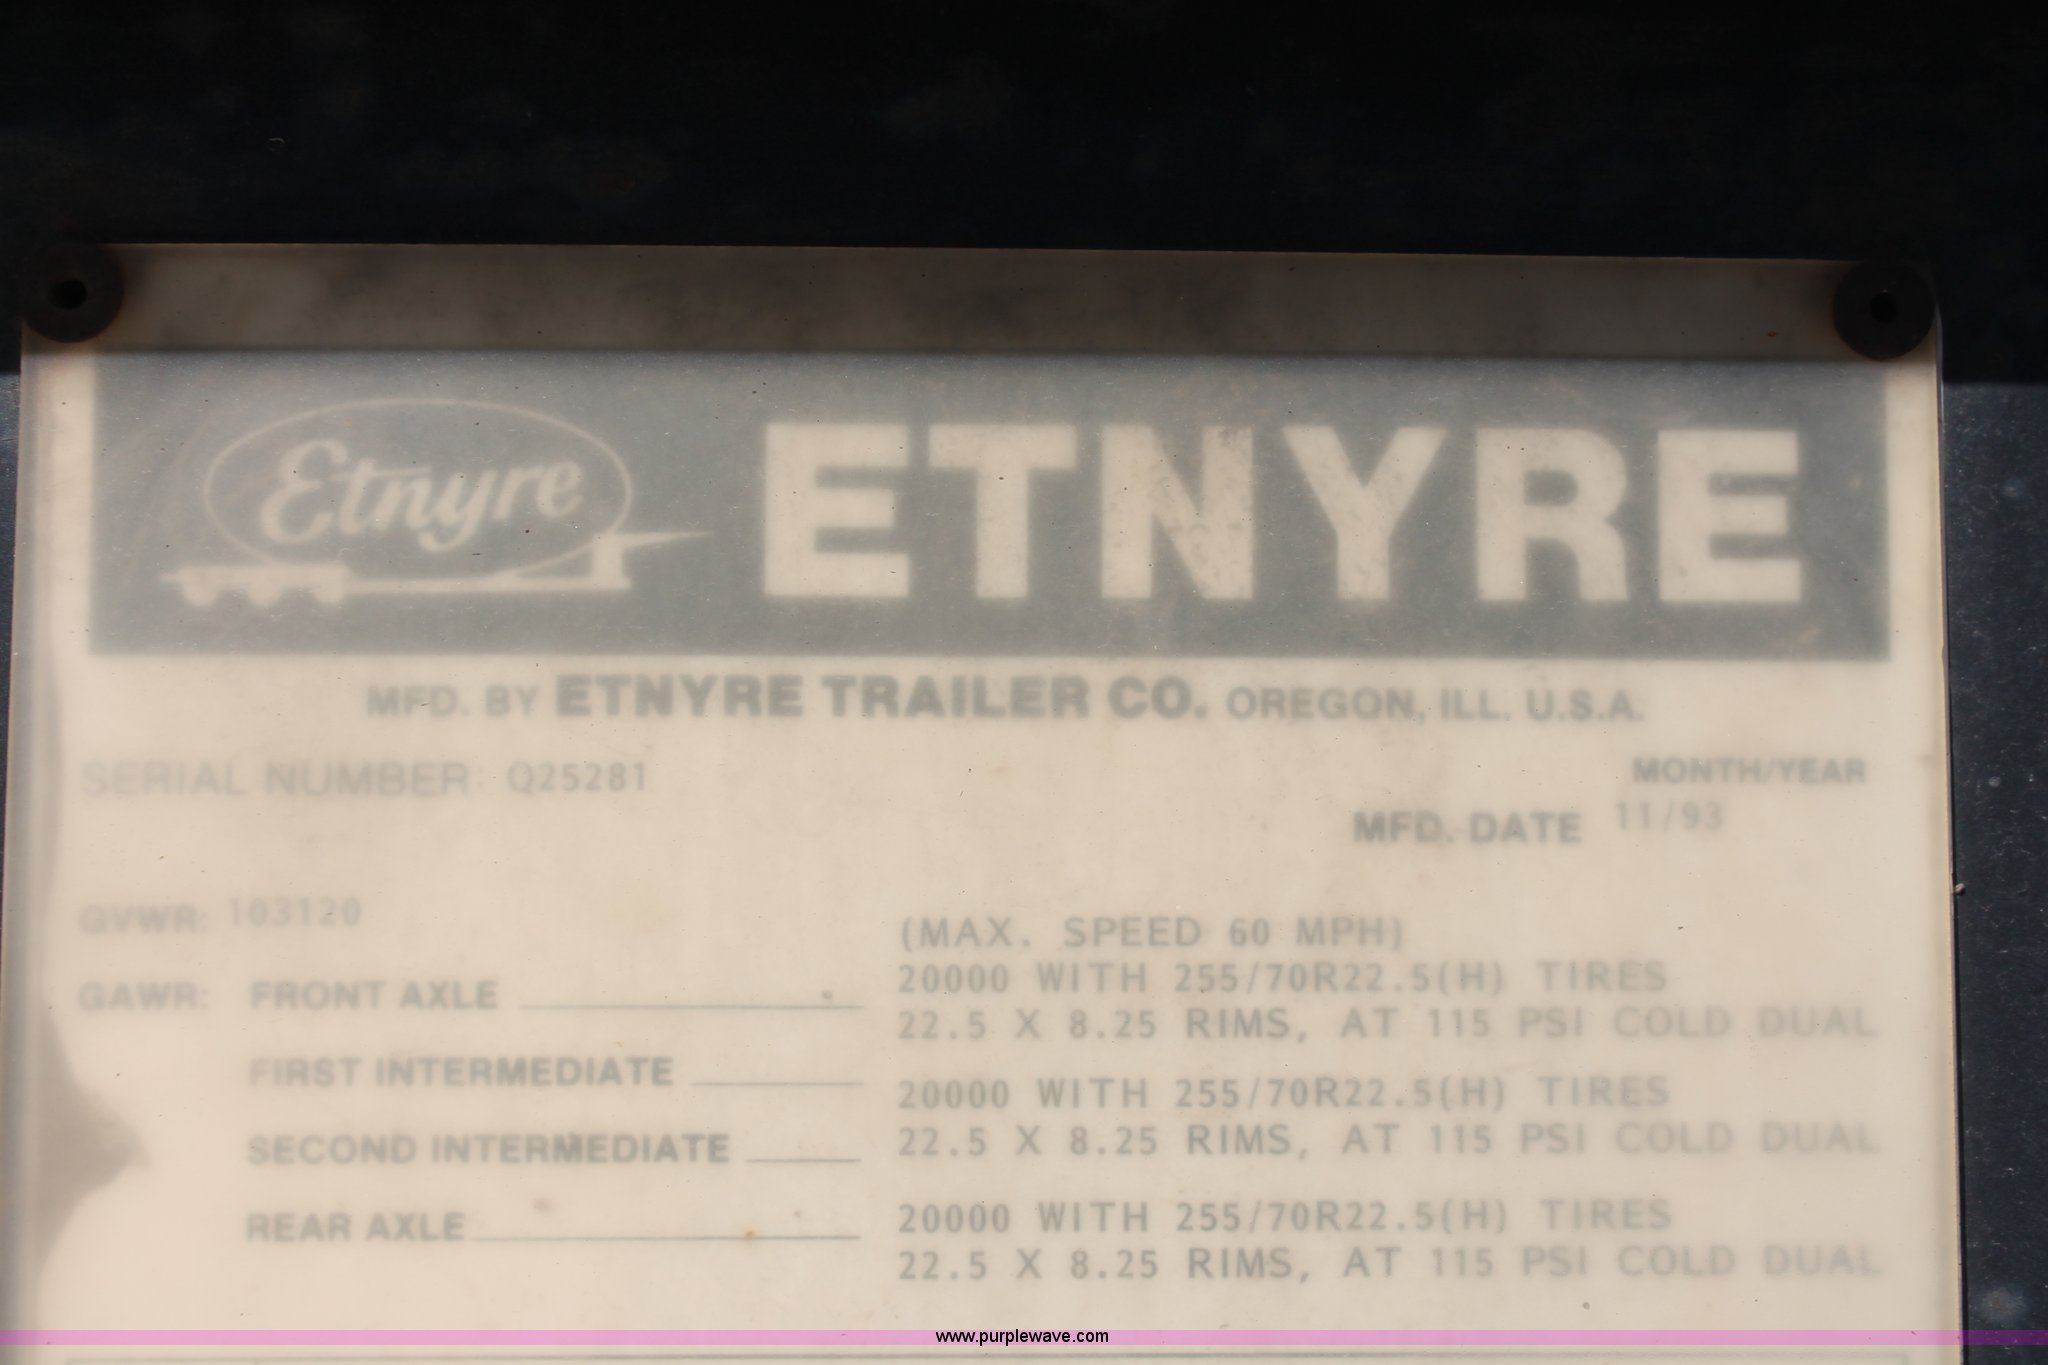 Etnyre
ETNYRE
MFD. BY ETNYRE TRAILER CO. OREGON, ILL. U.S.A.
SERIAL NUMBER: Q25281
MONTH/YEAR
MFD. DATE 11/93
GVWR: 103120
(MAX. SPEED 60 MPH)
GAWR: FRONT AXLE 20000 WITH 255/70R22.5(H) TIRES
22.5 X 8.25 RIMS, AT 115 PSI COLD DUAL
FIRST INTERMEDIATE
20000 WITH 255/70R22.5(H) TIRES
SECOND INTERMEDIATE 22.5 X 8.25 RIMS, AT 115 PSI COLD DUAL
REAR AXLE 20000 WITH 255/70R22.5(H) TIRES
22.5 X 8.25 RIMS, AT 115 PSI COLD DUAL
www.purplewave.com